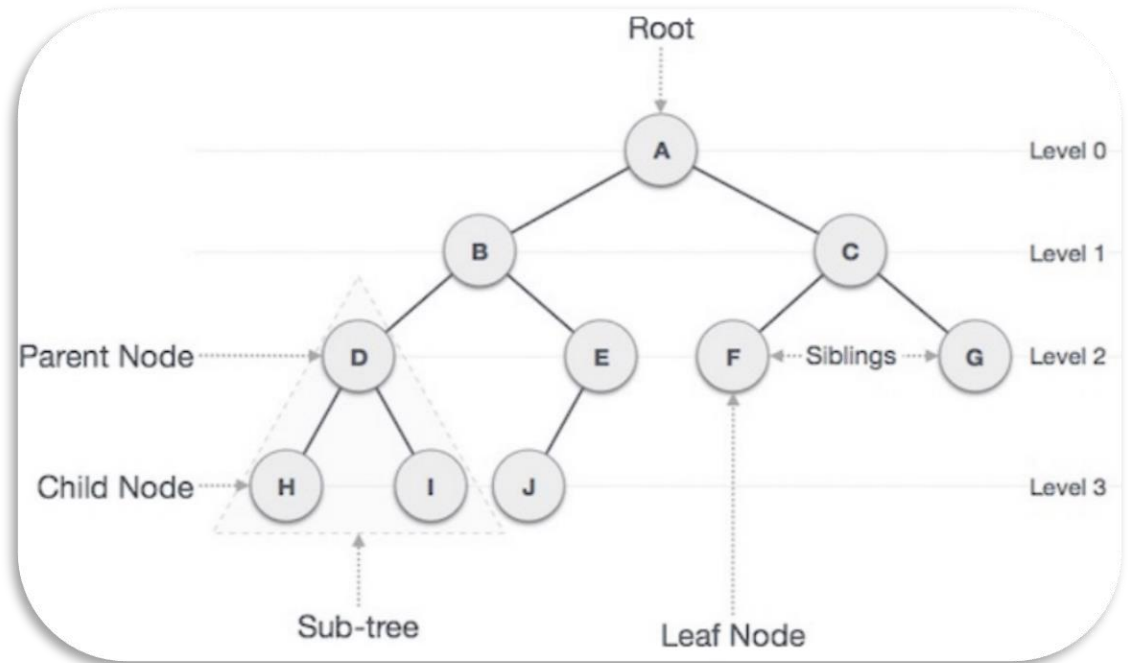 Root
A
Level 0
B
C
Level 1
Parent Node
D
E
F
Siblings
G
Level 2
Child Node
H
I
J
Level 3
Sub-tree
Leaf Node